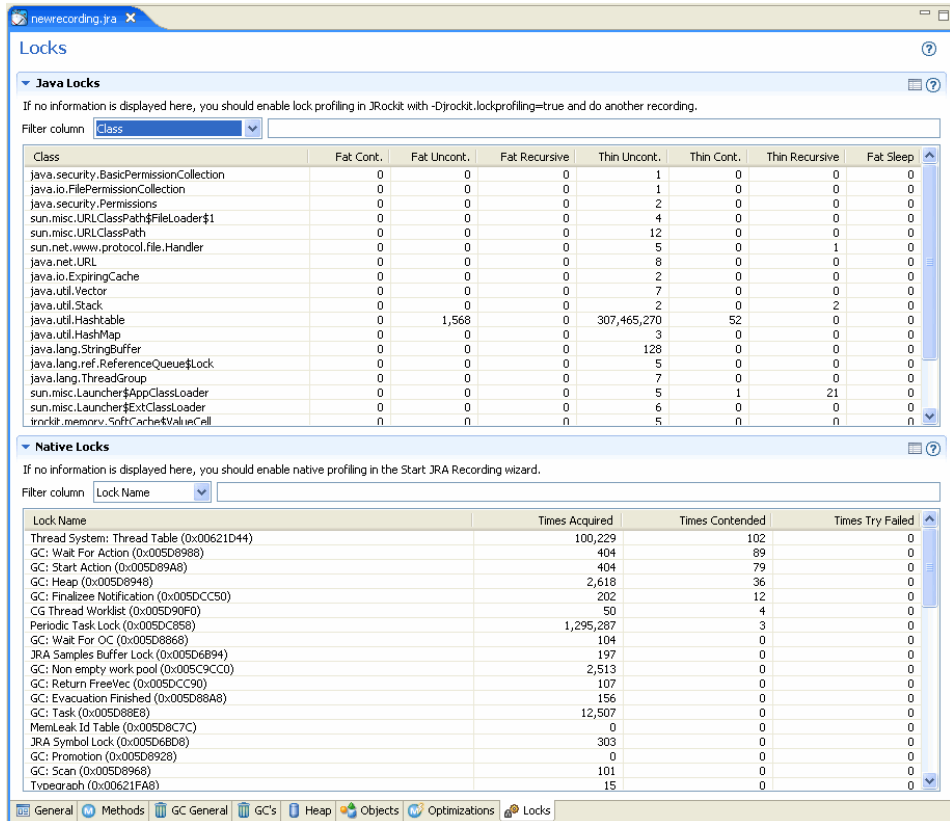 newrecording.jra
Locks
Java Locks
If no information is displayed here, you should enable lock profiling in JRockit with -Djrockit.lockprofiling=true and do another recording.
Filter column Class
Class Fat Cont. Fat Uncont. Fat Recursive Thin Uncont. Thin Cont. Thin Recursive Fat Sleep
java.security.BasicPermissionCollection 0 0 0 1 0 0 0
java.io.FilePermissionCollection 0 0 0 1 0 0 0
java.security.Permissions 0 0 0 2 0 0 0
sun.misc.URLClassPath$FileLoader$1 0 0 0 4 0 0 0
sun.misc.URLClassPath 0 0 0 12 0 0 0
sun.net.www.protocol.file.Handler 0 0 0 5 0 1 0
java.net.URL 0 0 0 8 0 0 0
java.io.ExpiringCache 0 0 0 2 0 0 0
java.util.Vector 0 0 0 7 0 0 0
java.util.Stack 0 0 0 2 0 2 0
java.util.Hashtable 0 1,568 0 307,465,270 52 0 0
java.util.HashMap 0 0 0 3 0 0 0
java.lang.StringBuffer 0 0 0 128 0 0 0
java.lang.ref.ReferenceQueue$Lock 0 0 0 5 0 0 0
java.lang.ThreadGroup 0 0 0 7 0 0 0
sun.misc.Launcher$AppClassLoader 0 0 0 5 1 21 0
sun.misc.Launcher$ExtClassLoader 0 0 0 6 0 0 0
jrockit.memory.SoftCache$ValueCell 0 0 0 5 0 0 0
Native Locks
If no information is displayed here, you should enable native profiling in the Start JRA Recording wizard.
Filter column Lock Name
Lock Name Times Acquired Times Contended Times Try Failed
Thread System: Thread Table (0x00621D44) 100,229 102 0
GC: Wait For Action (0x005D8988) 404 89 0
GC: Start Action (0x005D89A8) 404 79 0
GC: Heap (0x005D8948) 2,618 36 0
GC: Finalizee Notification (0x005DCC50) 202 12 0
CG Thread Worklist (0x005D90F0) 50 4 0
Periodic Task Lock (0x005DC858) 1,295,287 3 0
GC: Wait For OC (0x005D8868) 104 0 0
JRA Samples Buffer Lock (0x005D6B94) 197 0 0
GC: Non empty work pool (0x005C9CC0) 2,513 0 0
GC: Return FreeVec (0x005DCC90) 107 0 0
GC: Evacuation Finished (0x005D88A8) 156 0 0
GC: Task (0x005D88E8) 12,507 0 0
MemLeak Id Table (0x005D8C7C) 0 0 0
JRA Symbol Lock (0x005D6BD8) 303 0 0
GC: Promotion (0x005D8928) 0 0 0
GC: Scan (0x005D8968) 101 0 0
Typegraph (0x00621FA8) 15 0 0
General Methods GC General GC's Heap Objects Optimizations Locks